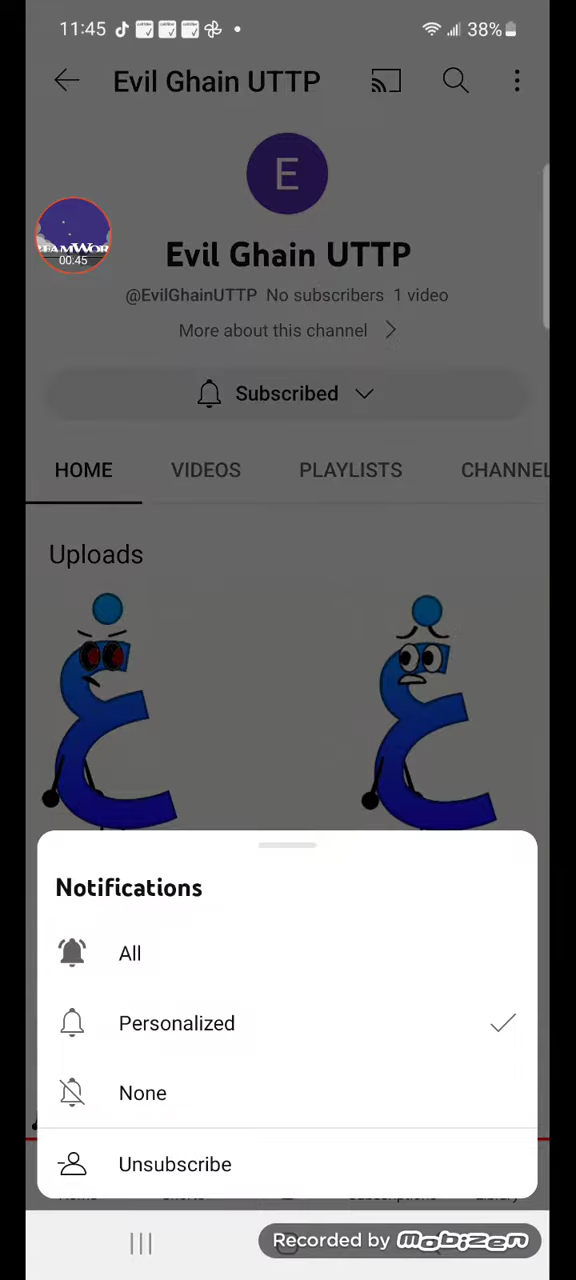 11:45
38%
Evil Ghain UTTP
E
EAMWOR
00:45
Evil Ghain UTTP
@EvilGhainUTTP No subscribers 1 video
More about this channel
Subscribed
HOME VIDEOS PLAYLISTS CHANNEL
Uploads
غ غ
Notifications
All
Personalized
None
Unsubscribe
Recorded by mobizen